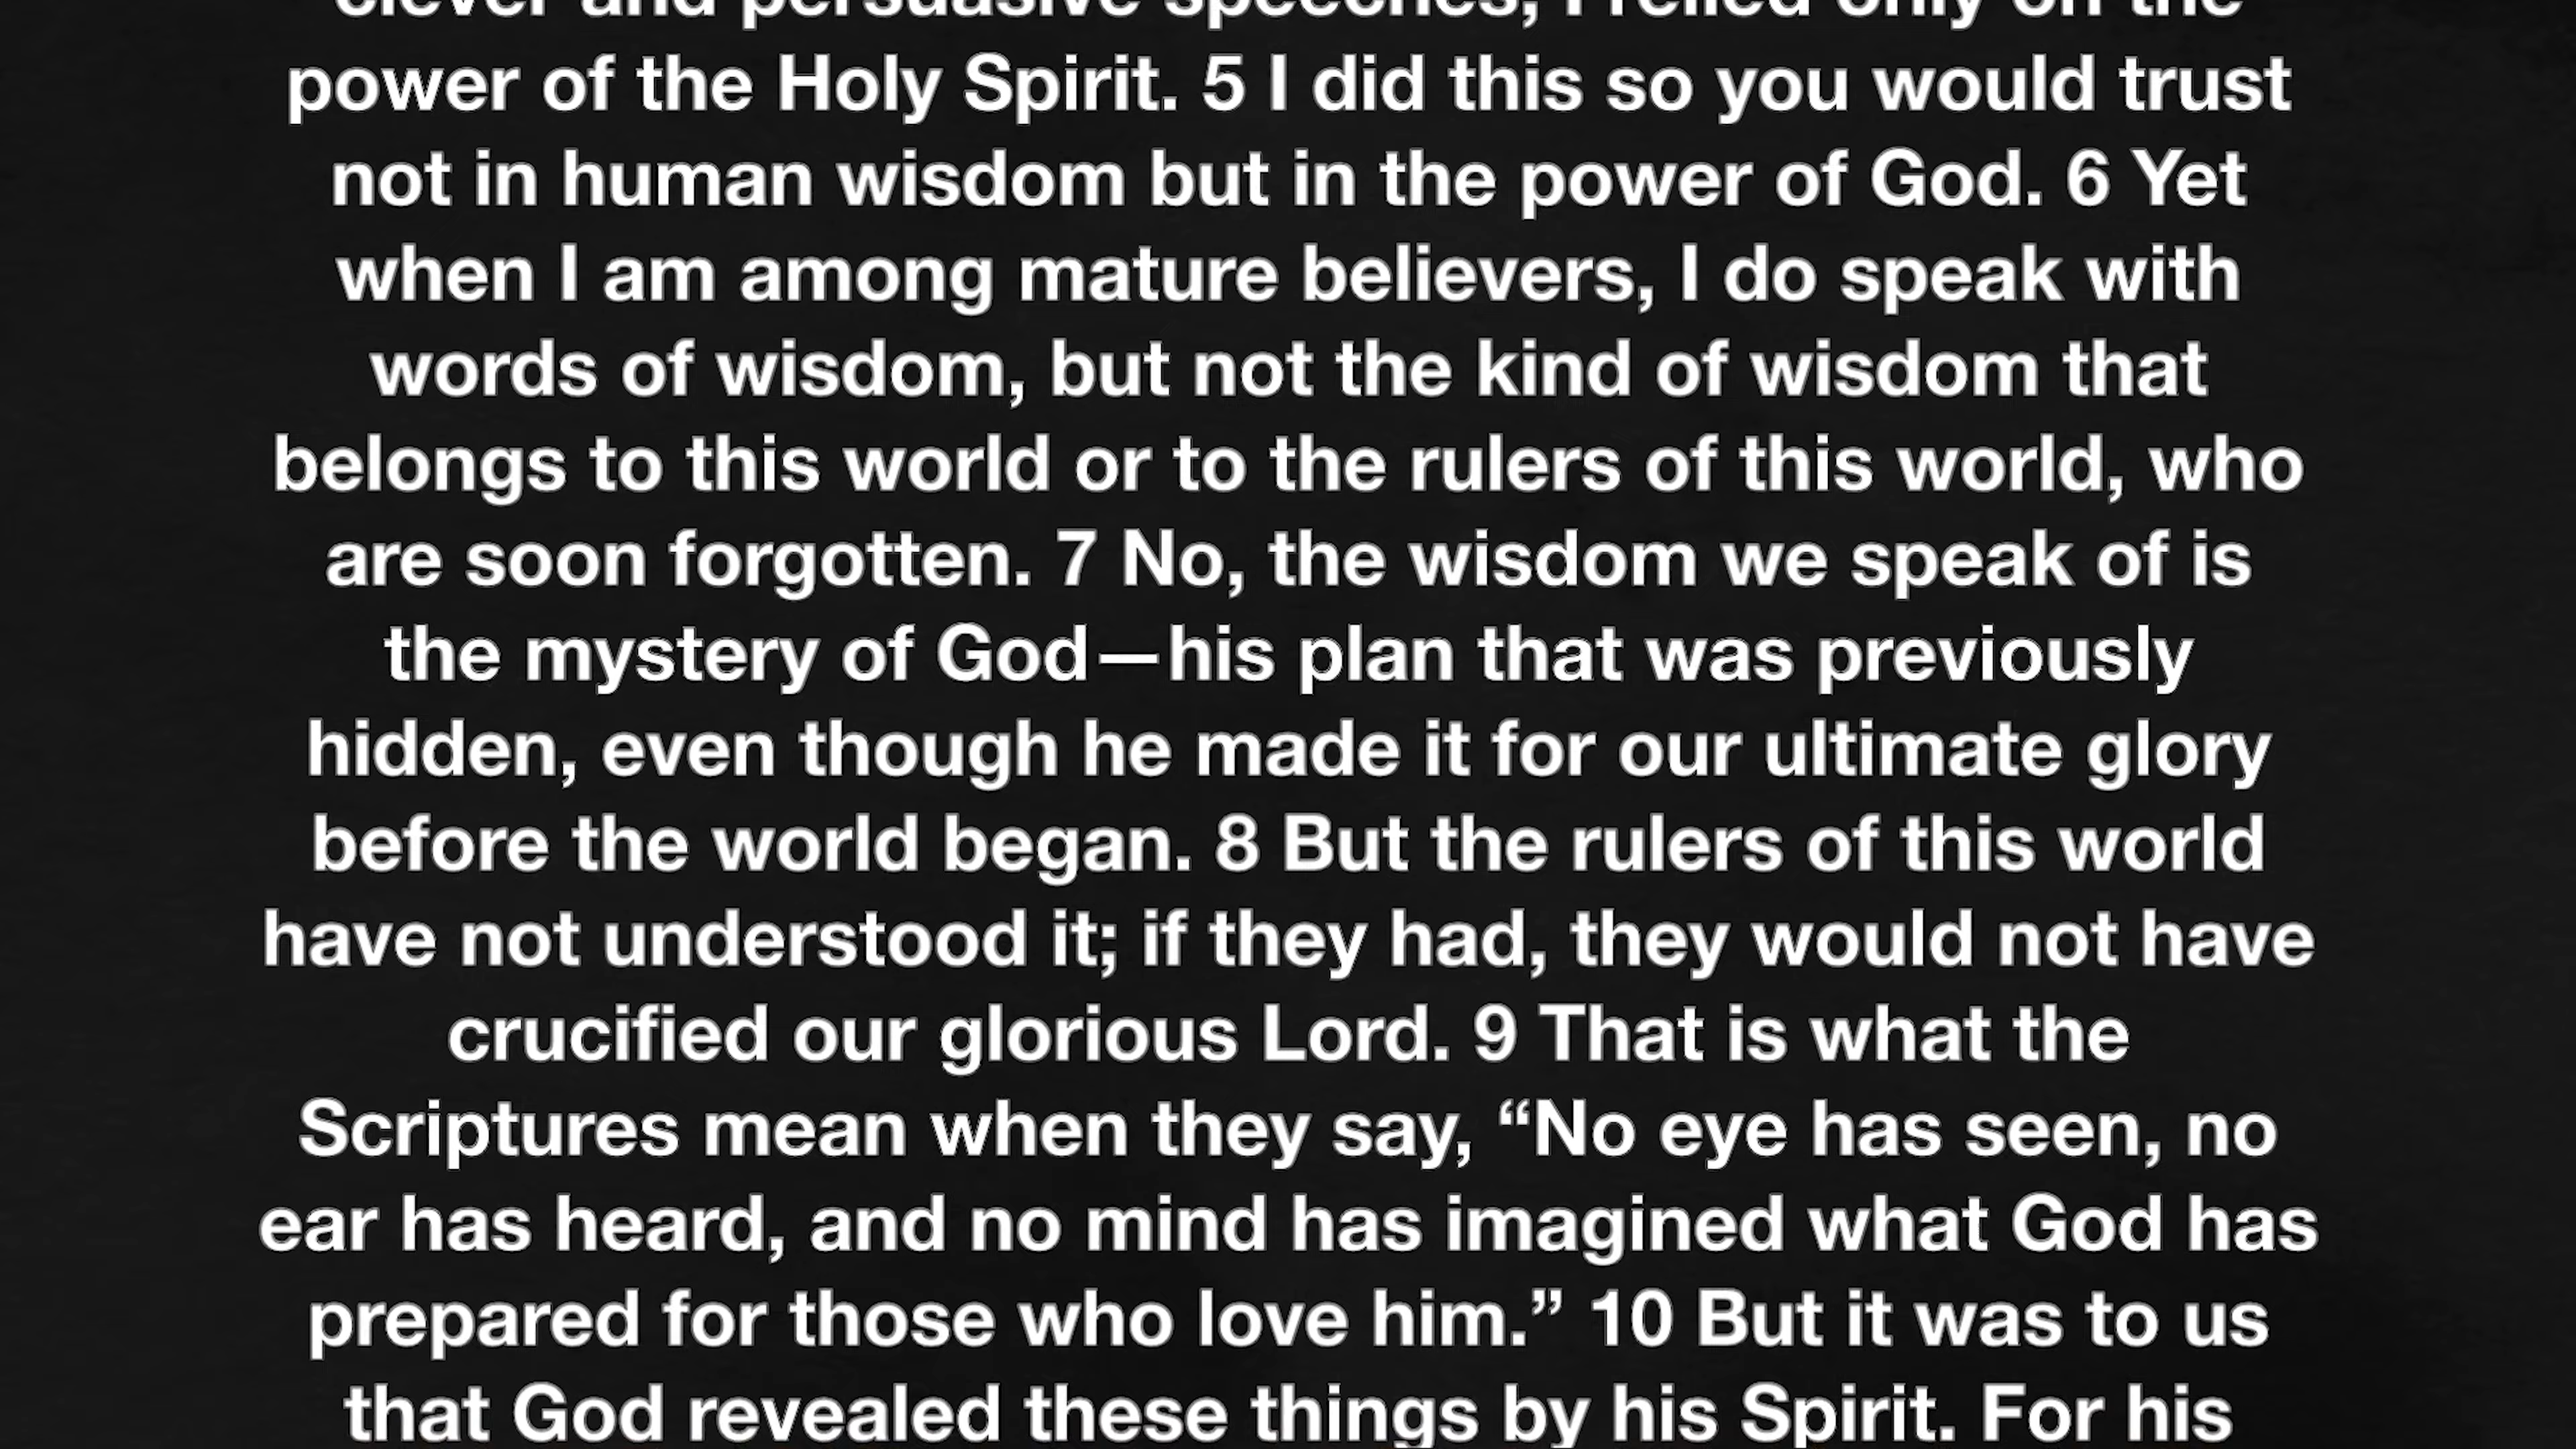 clever and persuasive speeches, I relied only on the
power of the Holy Spirit. 5 I did this so you would trust
not in human wisdom but in the power of God. 6 Yet
when I am among mature believers, I do speak with
words of wisdom, but not the kind of wisdom that
belongs to this world or to the rulers of this world, who
are soon forgotten. 7 No, the wisdom we speak of is
the mystery of God—his plan that was previously
hidden, even though he made it for our ultimate glory
before the world began. 8 But the rulers of this world
have not understood it; if they had, they would not have
crucified our glorious Lord. 9 That is what the
Scriptures mean when they say, “No eye has seen, no
ear has heard, and no mind has imagined what God has
prepared for those who love him.” 10 But it was to us
that God revealed these things by his Spirit. For his